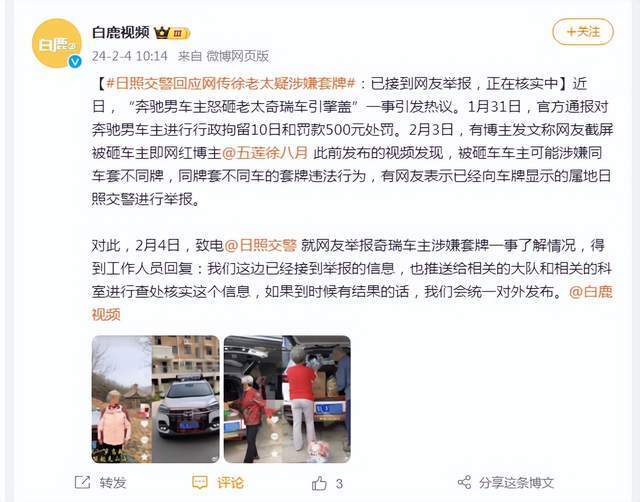 白鹿视频
24-2-4 10:14 来自 微博网页版
+关注
【#日照交警回应网传徐老太疑涉嫌套牌#：已接到网友举报，正在核实中】近
日，“奔驰男车主怒砸老太奇瑞车引擎盖”一事引发热议。1月31日，官方通报对
奔驰男车主进行行政拘留10日和罚款500元处罚。2月3日，有博主发文称网友截屏
被砸车主即网红博主@五莲徐八月 此前发布的视频发现，被砸车车主可能涉嫌同
车套不同牌，同牌套不同车的套牌违法行为，有网友表示已经向车牌显示的属地日
照交警进行举报。
对此，2月4日，致电@日照交警 就网友举报奇瑞车主涉嫌套牌一事了解情况，得
到工作人员回复：我们这边已经接到举报的信息，也推送给相关的大队和相关的科
室进行查处核实这个信息，如果到时候有结果的话，我们会统一对外发布。@白鹿
视频
转发
评论
3
分享这条博文